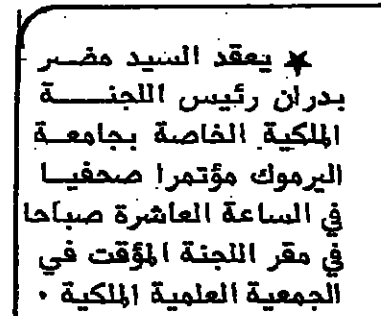 ★ يعقد السيد مضر
بدران رئيس اللجنة
الملكية الخاصة بجامعة
اليرموك مؤتمرا صحفيا
في الساعة العاشرة صباحا
في مقر اللجنة المؤقت في
الجمعية العلمية الملكية ٠